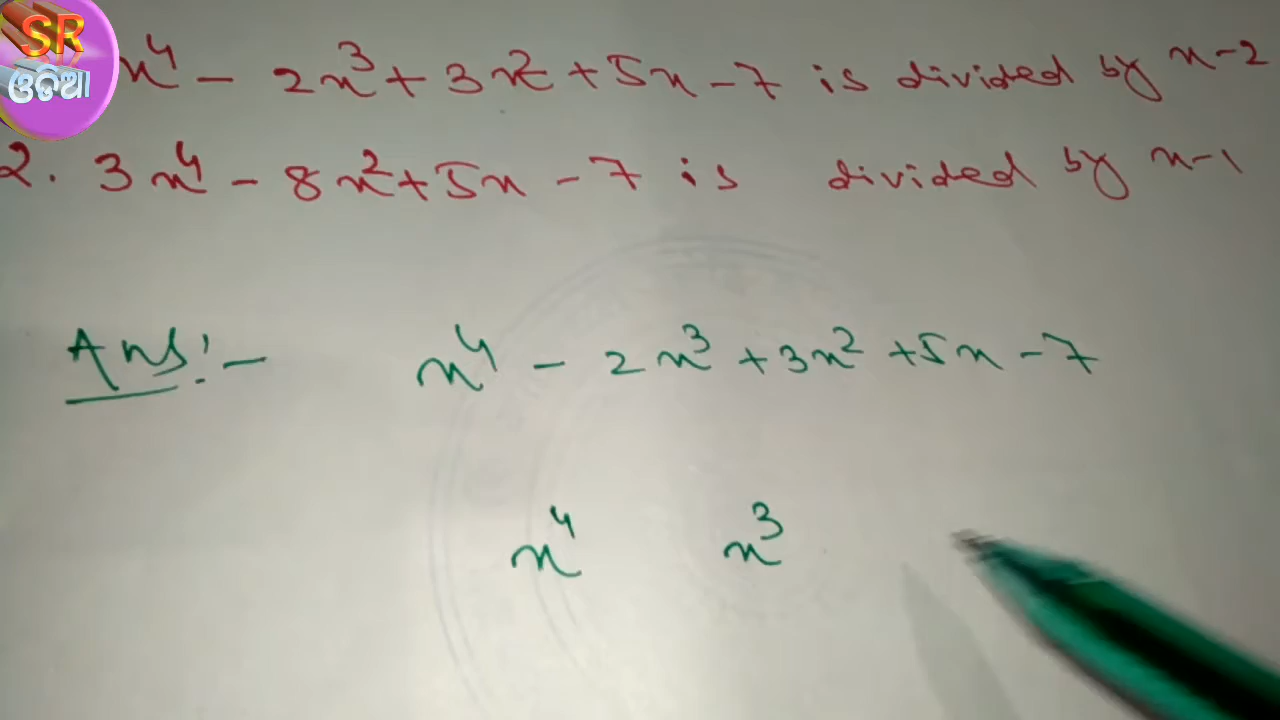 SR
ଓଡ଼ିଆ
x⁴ - 2x³ + 3x² + 5x - 7 is divided by x-2
2. 3x⁴ - 8x² + 5x - 7 is divided by x-1
Ans:- x⁴ - 2x³ + 3x² + 5x - 7
x⁴ x³